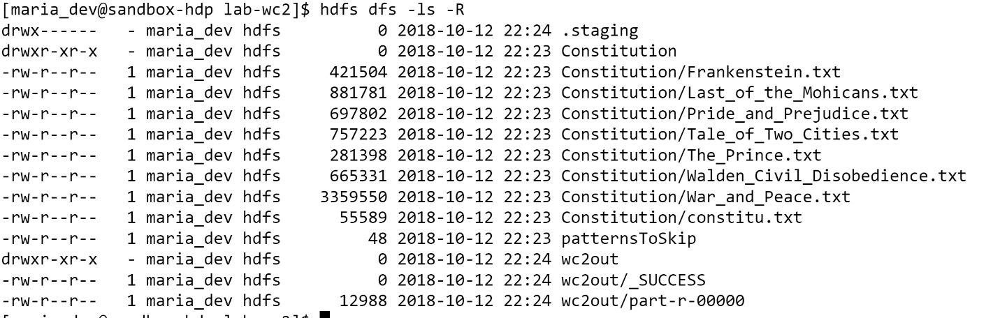 [maria_dev@sandbox-hdp lab-wc2]$ hdfs dfs -ls -R
drwx------   - maria_dev hdfs          0 2018-10-12 22:24 .staging
drwxr-xr-x   - maria_dev hdfs          0 2018-10-12 22:23 Constitution
-rw-r--r--   1 maria_dev hdfs     421504 2018-10-12 22:23 Constitution/Frankenstein.txt
-rw-r--r--   1 maria_dev hdfs     881781 2018-10-12 22:23 Constitution/Last_of_the_Mohicans.txt
-rw-r--r--   1 maria_dev hdfs     697802 2018-10-12 22:23 Constitution/Pride_and_Prejudice.txt
-rw-r--r--   1 maria_dev hdfs     757223 2018-10-12 22:23 Constitution/Tale_of_Two_Cities.txt
-rw-r--r--   1 maria_dev hdfs     281398 2018-10-12 22:23 Constitution/The_Prince.txt
-rw-r--r--   1 maria_dev hdfs     665331 2018-10-12 22:23 Constitution/Walden_Civil_Disobedience.txt
-rw-r--r--   1 maria_dev hdfs    3359550 2018-10-12 22:23 Constitution/War_and_Peace.txt
-rw-r--r--   1 maria_dev hdfs      55589 2018-10-12 22:23 Constitution/constitu.txt
-rw-r--r--   1 maria_dev hdfs         48 2018-10-12 22:23 patternsToSkip
drwxr-xr-x   - maria_dev hdfs          0 2018-10-12 22:24 wc2out
-rw-r--r--   1 maria_dev hdfs          0 2018-10-12 22:24 wc2out/_SUCCESS
-rw-r--r--   1 maria_dev hdfs      12988 2018-10-12 22:24 wc2out/part-r-00000